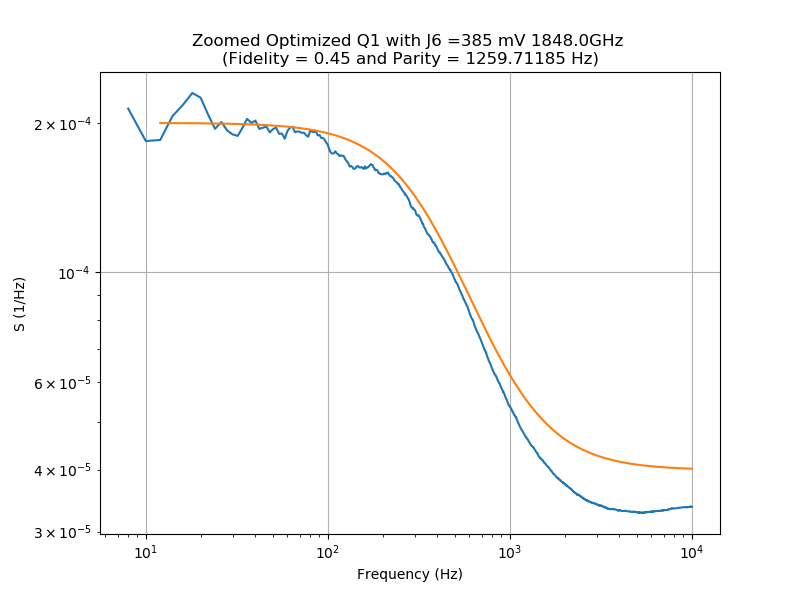 Zoomed Optimized Q1 with J6 =385 mV 1848.0GHz
(Fidelity = 0.45 and Parity = 1259.71185 Hz)
S (1/Hz)
2 × 10⁻⁴
10⁻⁴
6 × 10⁻⁵
4 × 10⁻⁵
3 × 10⁻⁵
10¹ 10² 10³ 10⁴
Frequency (Hz)